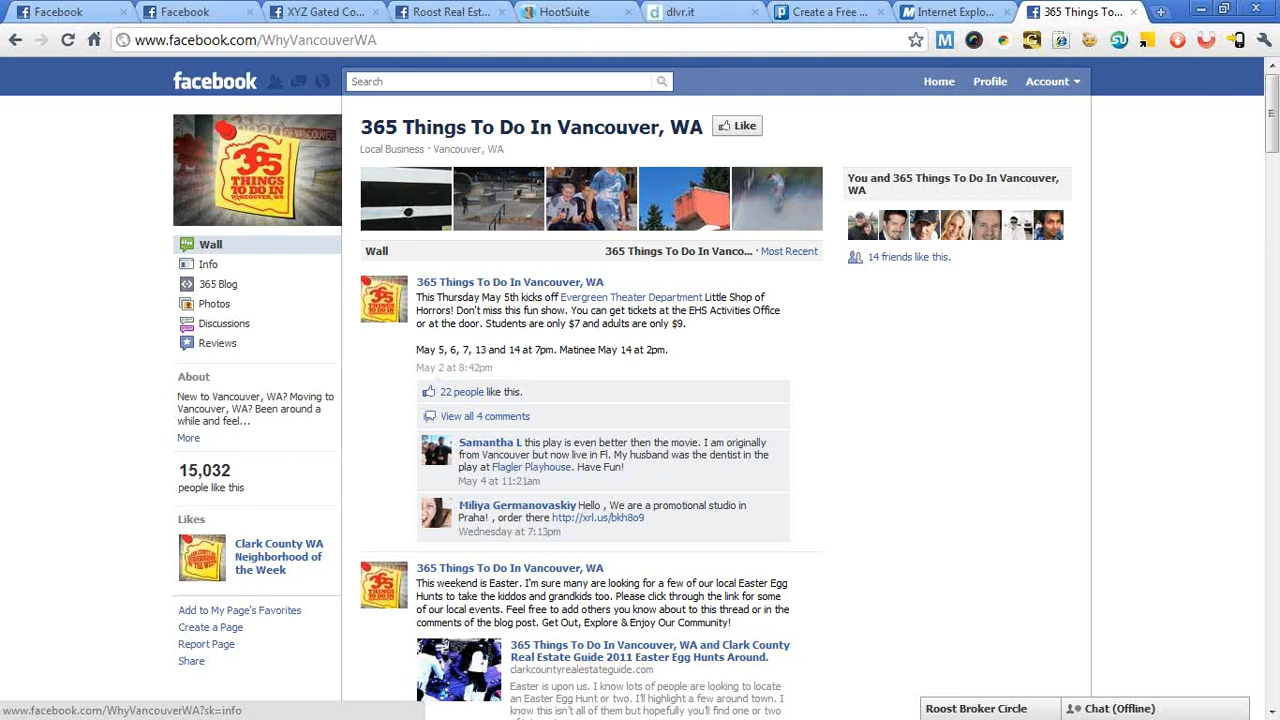 Facebook
Facebook
XYZ Gated Co...
Roost Real Est...
HootSuite
dlvr.it
Create a Free ...
Internet Explo...
365 Things To...
www.facebook.com/WhyVancouverWA
facebook
Search
Home
Profile
Account
OF VANCOUVER
365
THINGS
TO DO IN
VANCOUVER, WA
365 Things To Do In Vancouver, WA
Like
Local Business · Vancouver, WA
You and 365 Things To Do In Vancouver,
WA
14 friends like this.
Wall
Info
365 Blog
Photos
Discussions
Reviews
About
New to Vancouver, WA? Moving to
Vancouver, WA? Been around a
while and feel...
More
15,032
people like this
Likes
Clark County WA
Neighborhood of
the Week
Add to My Page's Favorites
Create a Page
Report Page
Share
Wall
365 Things To Do In Vanco... · Most Recent
365 Things To Do In Vancouver, WA
This Thursday May 5th kicks off Evergreen Theater Department Little Shop of
Horrors! Don't miss this fun show. You can get tickets at the EHS Activities Office
or at the door. Students are only $7 and adults are only $9.
May 5, 6, 7, 13 and 14 at 7pm. Matinee May 14 at 2pm.
May 2 at 8:42pm
22 people like this.
View all 4 comments
Samantha L this play is even better then the movie. I am originally
from Vancouver but now live in Fl. My husband was the dentist in the
play at Flagler Playhouse. Have Fun!
May 4 at 11:21am
Miliya Germanovaskiy Hello , We are a promotional studio in
Praha! , order there http://xrl.us/bkh8o9
Wednesday at 7:13pm
365 Things To Do In Vancouver, WA
This weekend is Easter. I'm sure many are looking for a few of our local Easter Egg
Hunts to take the kiddos and grandkids too. Please click through the link for some
of our local events. Feel free to add others you know about to this thread or in the
comments of the blog post. Get Out, Explore & Enjoy Our Community!
365 Things To Do In Vancouver, WA and Clark County
Real Estate Guide 2011 Easter Egg Hunts Around.
clarkcountyrealestateguide.com
Easter is upon us. I know lots of people are looking to locate
an Easter Egg Hunt or two. I'll highlight a few around town. I
know this isn't all of them but hopefully you'll find one or two
www.facebook.com/WhyVancouverWA?sk=info
Roost Broker Circle
Chat (Offline)